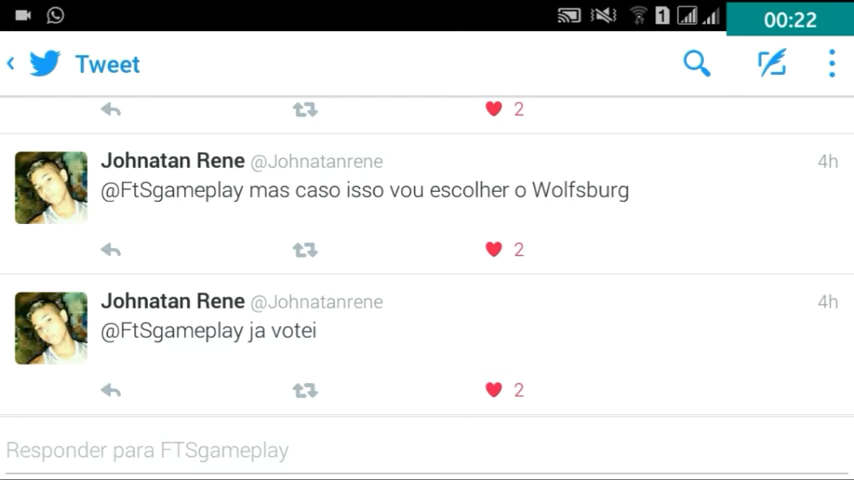 1
00:22
Tweet
2
Johnatan Rene @Johnatanrene 4h
@FtSgameplay mas caso isso vou escolher o Wolfsburg
2
Johnatan Rene @Johnatanrene 4h
@FtSgameplay ja votei
2
Responder para FTSgameplay